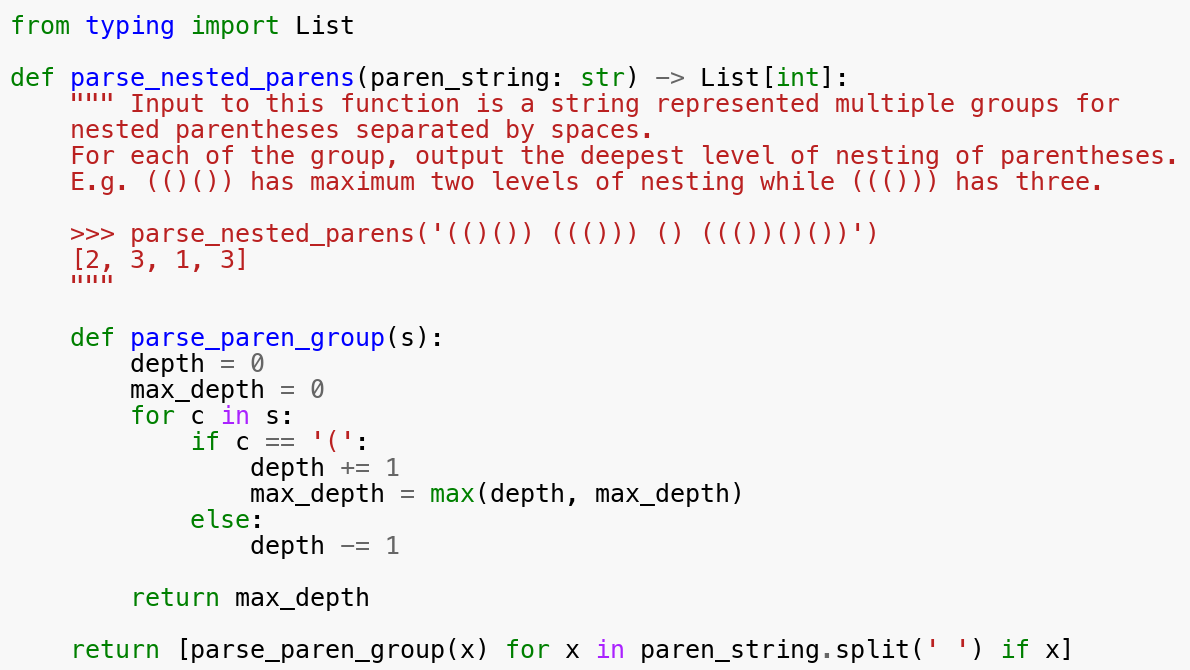 from typing import List

def parse_nested_parens(paren_string: str) -> List[int]:
    """ Input to this function is a string represented multiple groups for
    nested parentheses separated by spaces.
    For each of the group, output the deepest level of nesting of parentheses.
    E.g. (()()) has maximum two levels of nesting while ((())) has three.

    >>> parse_nested_parens('(()()) ((())) () ((())()())')
    [2, 3, 1, 3]
    """

    def parse_paren_group(s):
        depth = 0
        max_depth = 0
        for c in s:
            if c == '(':
                depth += 1
                max_depth = max(depth, max_depth)
            else:
                depth -= 1

        return max_depth

    return [parse_paren_group(x) for x in paren_string.split(' ') if x]